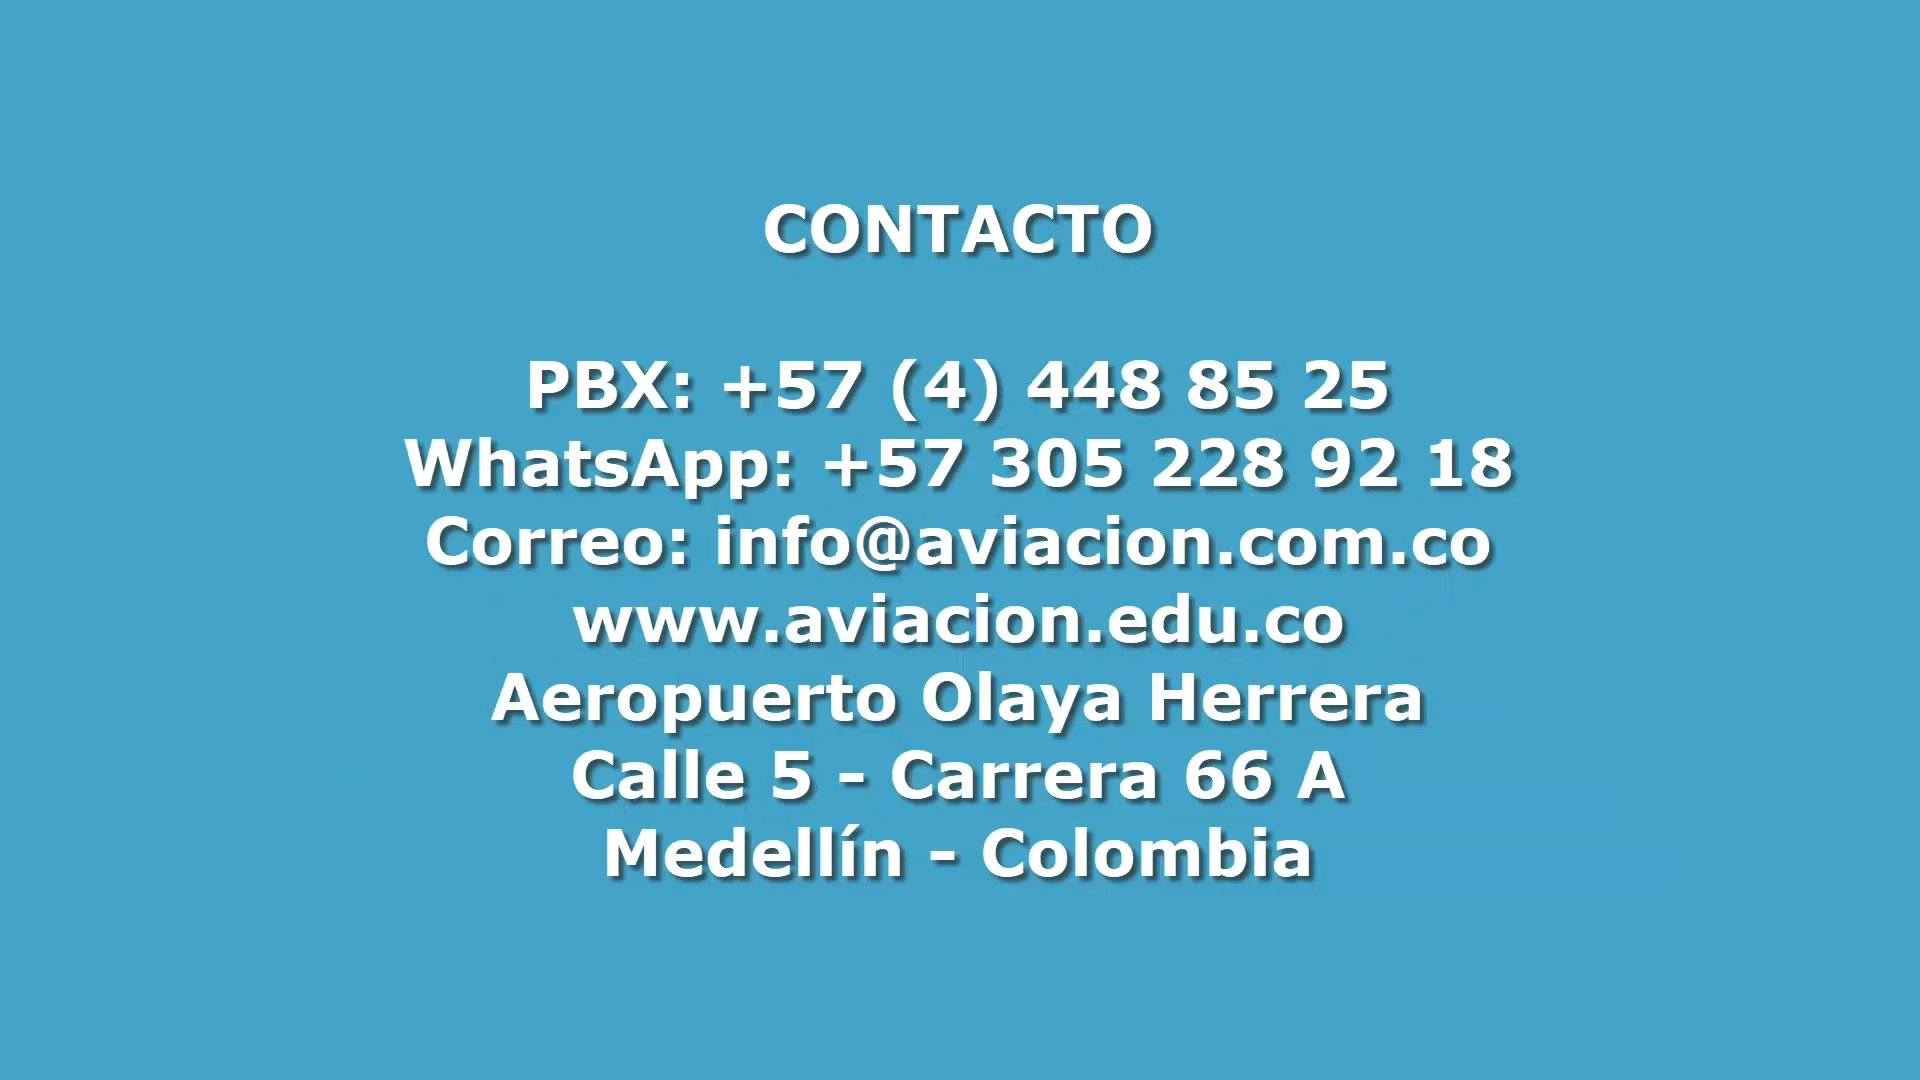 CONTACTO
PBX: +57 (4) 448 85 25
WhatsApp: +57 305 228 92 18
Correo: info@aviacion.com.co
www.aviacion.edu.co
Aeropuerto Olaya Herrera
Calle 5 - Carrera 66 A
Medellín - Colombia